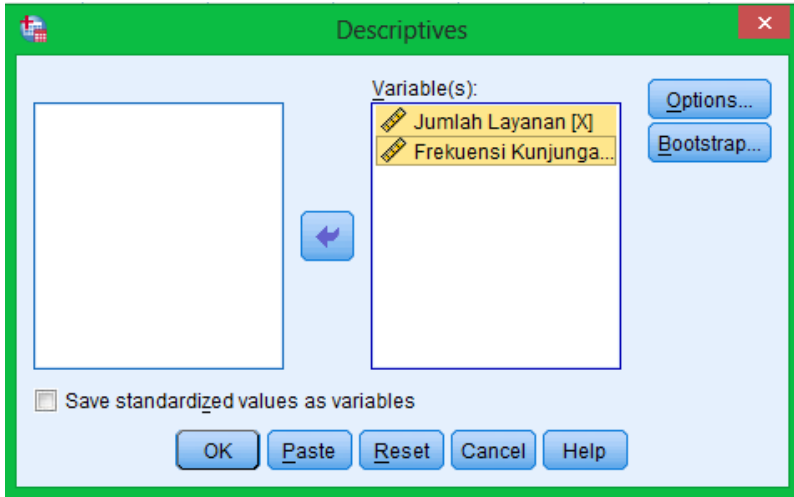 Descriptives
Variable(s):
Jumlah Layanan [X]
Frekuensi Kunjunga...
Options...
Bootstrap...
Save standardized values as variables
OK
Paste
Reset
Cancel
Help